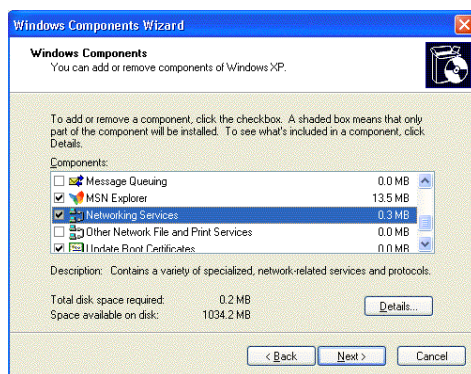 Windows Components Wizard
Windows Components
You can add or remove components of Windows XP.
To add or remove a component, click the checkbox. A shaded box means that only
part of the component will be installed. To see what's included in a component, click
Details.
Components:
Message Queuing 0.0 MB
MSN Explorer 13.5 MB
Networking Services 0.3 MB
Other Network File and Print Services 0.0 MB
Update Root Certificates 0.0 MB
Description: Contains a variety of specialized, network-related services and protocols.
Total disk space required: 0.2 MB
Space available on disk: 1034.2 MB
Details...
< Back Next > Cancel